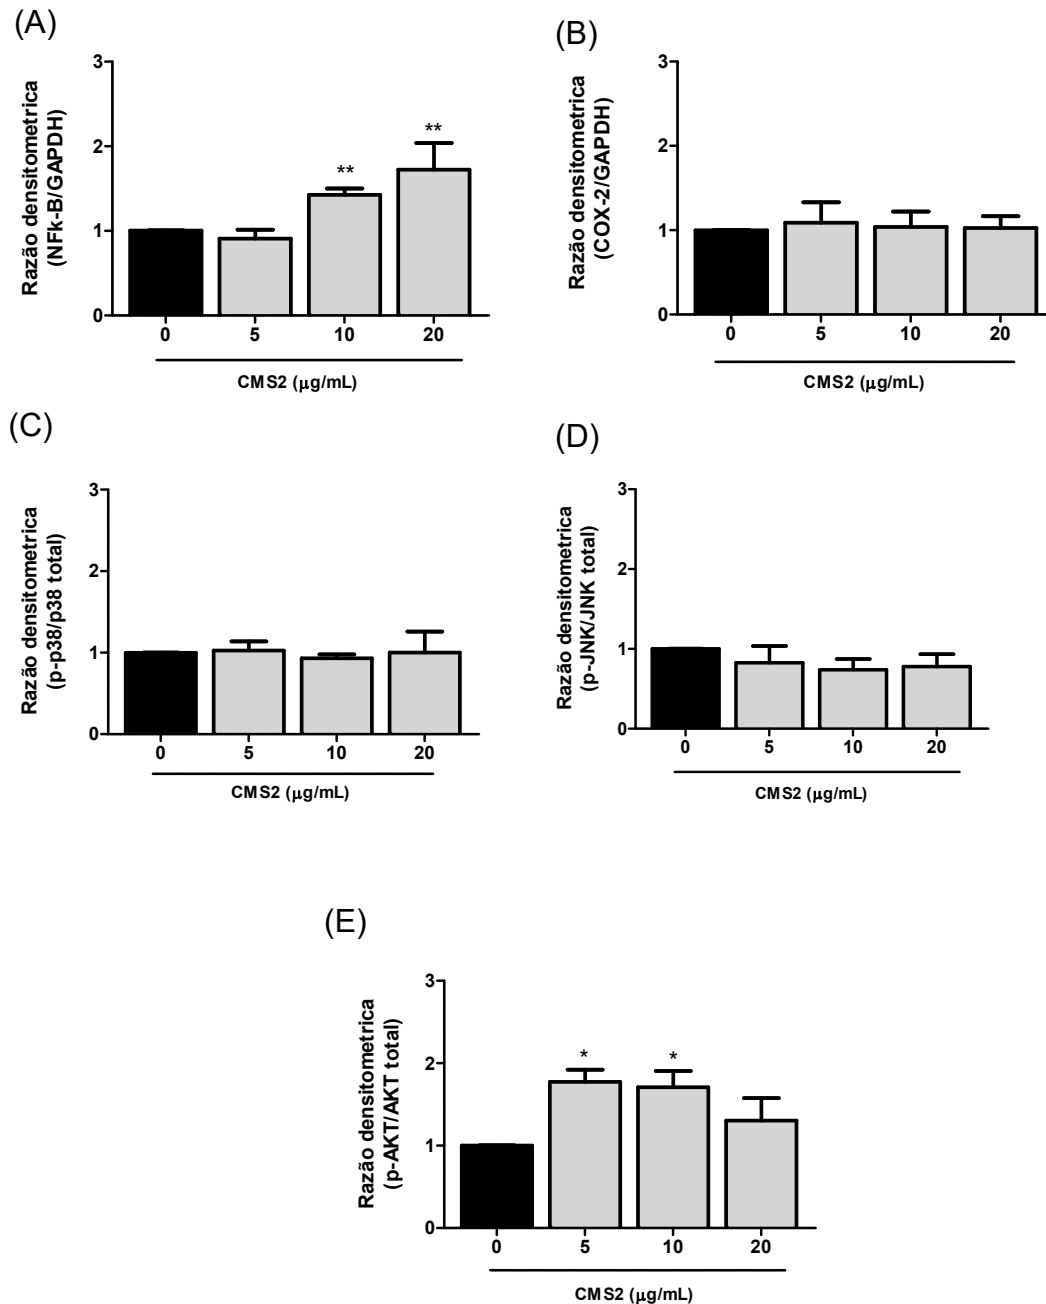 (A)
Razão densitometrica
(NFk-B/GAPDH)
3
2
1
0
**
**
0 5 10 20
CMS2 (µg/mL)
(B)
Razão densitometrica
(COX-2/GAPDH)
3
2
1
0
0 5 10 20
CMS2 (µg/mL)
(C)
Razão densitometrica
(p-p38/p38 total)
3
2
1
0
0 5 10 20
CMS2 (µg/mL)
(D)
Razão densitometrica
(p-JNK/JNK total)
3
2
1
0
0 5 10 20
CMS2 (µg/mL)
(E)
Razão densitometrica
(p-AKT/AKT total)
3
2
1
0
* *
0 5 10 20
CMS2 (µg/mL)